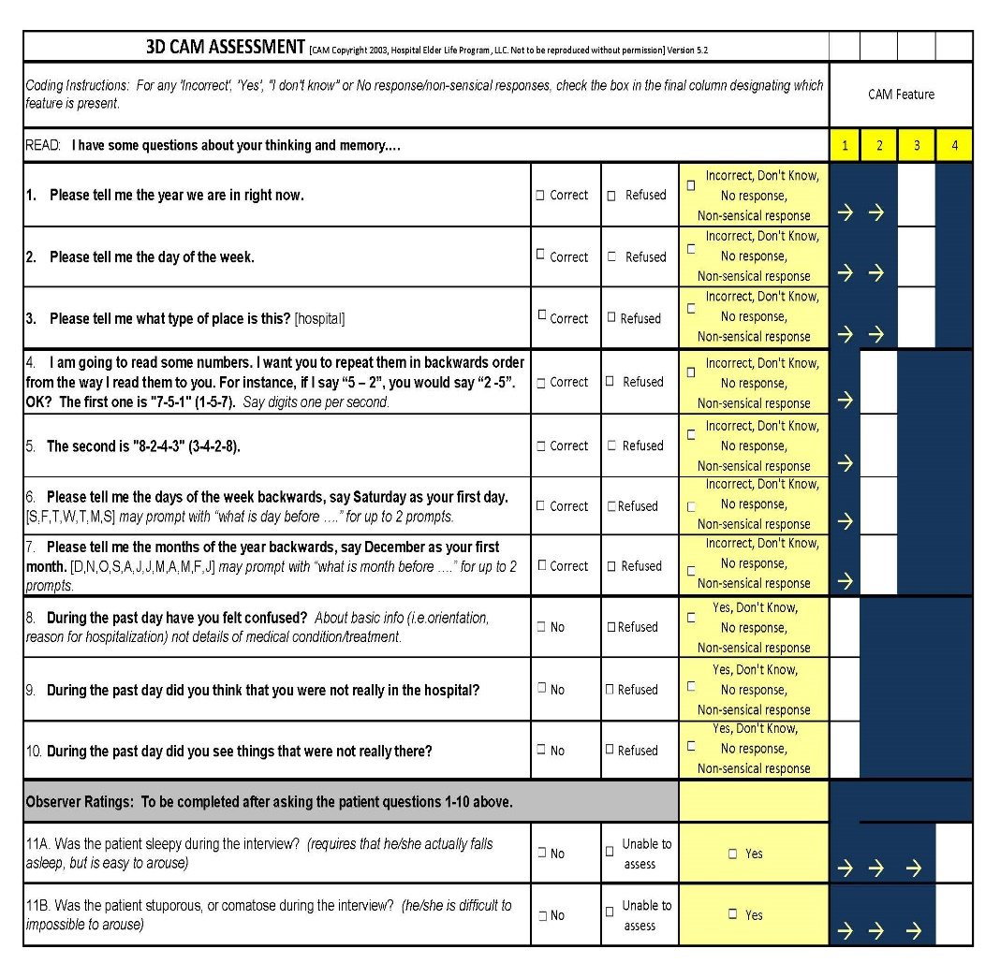 3D CAM ASSESSMENT [CAM Copyright 2003, Hospital Elder Life Program, LLC. Not to be reproduced without permission] Version 5.2
Coding Instructions: For any 'Incorrect', 'Yes', "I don't know" or No response/non-sensical responses, check the box in the final column designating which
feature is present.
CAM Feature
READ: I have some questions about your thinking and memory....
1 2 3 4
1. Please tell me the year we are in right now.
☐ Correct ☐ Refused
☐ Incorrect, Don't Know,
No response,
Non-sensical response
→ →
2. Please tell me the day of the week.
☐ Correct ☐ Refused
☐ Incorrect, Don't Know,
No response,
Non-sensical response
→ →
3. Please tell me what type of place is this? [hospital]
☐ Correct ☐ Refused
☐ Incorrect, Don't Know,
No response,
Non-sensical response
→ →
4. I am going to read some numbers. I want you to repeat them in backwards order
from the way I read them to you. For instance, if I say “5 – 2”, you would say “2 -5”.
OK? The first one is "7-5-1" (1-5-7). Say digits one per second.
☐ Correct ☐ Refused
☐ Incorrect, Don't Know,
No response,
Non-sensical response
→
5. The second is "8-2-4-3" (3-4-2-8).
☐ Correct ☐ Refused
☐ Incorrect, Don't Know,
No response,
Non-sensical response
→
6. Please tell me the days of the week backwards, say Saturday as your first day.
[S,F,T,W,T,M,S] may prompt with “what is day before ....” for up to 2 prompts.
☐ Correct ☐ Refused
☐ Incorrect, Don't Know,
No response,
Non-sensical response
→
7. Please tell me the months of the year backwards, say December as your first
month. [D,N,O,S,A,J,J,M,A,M,F,J] may prompt with “what is month before ....” for up to 2
prompts.
☐ Correct ☐ Refused
☐ Incorrect, Don't Know,
No response,
Non-sensical response
→
8. During the past day have you felt confused? About basic info (i.e.orientation,
reason for hospitalization) not details of medical condition/treatment.
☐ No ☐ Refused
☐ Yes, Don't Know,
No response,
Non-sensical response
9. During the past day did you think that you were not really in the hospital?
☐ No ☐ Refused
☐ Yes, Don't Know,
No response,
Non-sensical response
10. During the past day did you see things that were not really there?
☐ No ☐ Refused
☐ Yes, Don't Know,
No response,
Non-sensical response
Observer Ratings: To be completed after asking the patient questions 1-10 above.
11A. Was the patient sleepy during the interview? (requires that he/she actually falls
asleep, but is easy to arouse)
☐ No
☐ Unable to
assess
☐ Yes
→ → →
11B. Was the patient stuporous, or comatose during the interview? (he/she is difficult to
impossible to arouse)
☐ No
☐ Unable to
assess
☐ Yes
→ → →